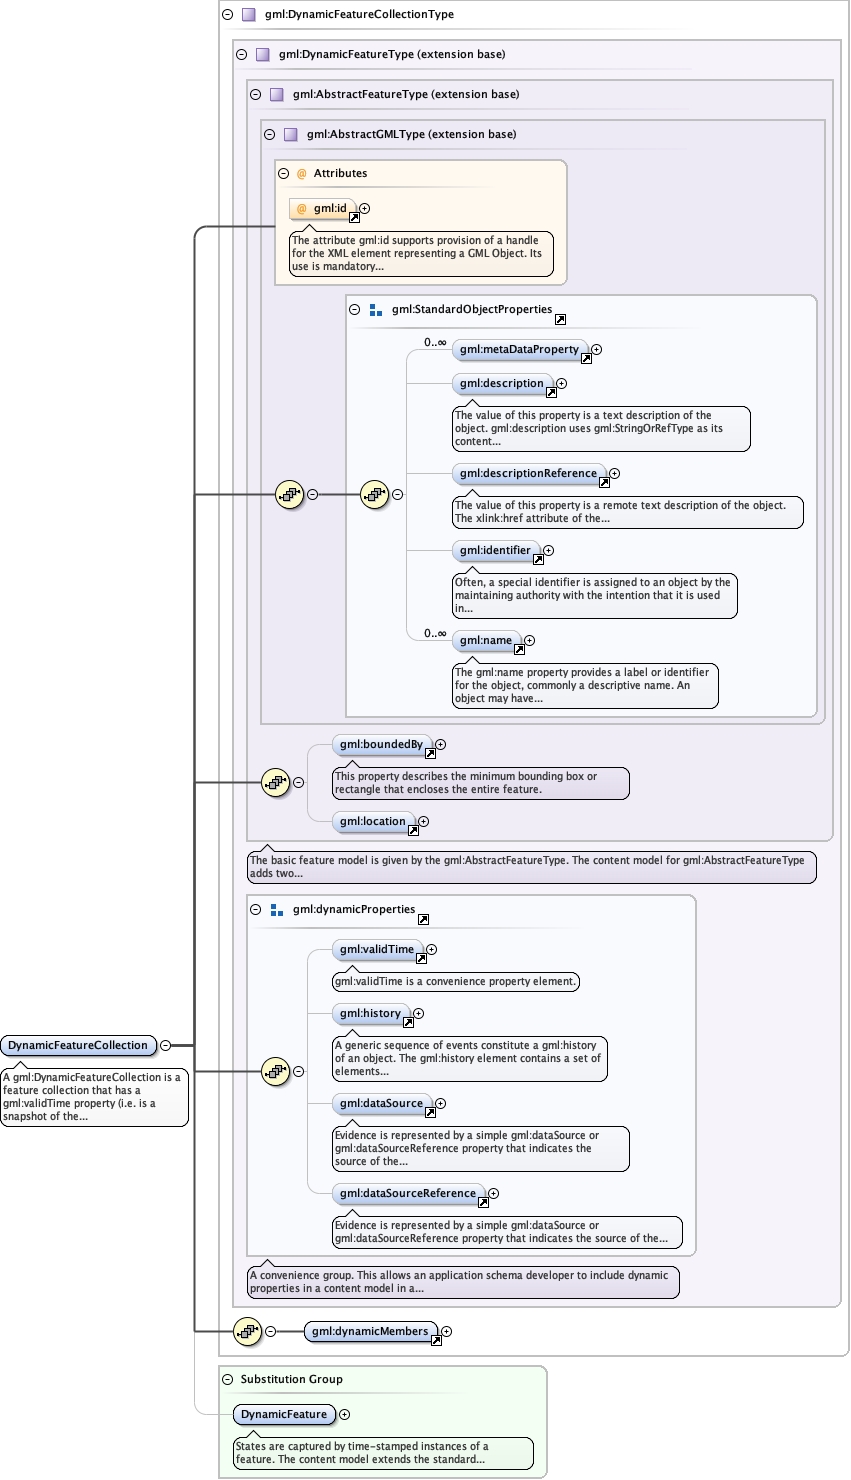 gml:DynamicFeatureCollectionType
gml:DynamicFeatureType (extension base)
gml:AbstractFeatureType (extension base)
gml:AbstractGMLType (extension base)
@ Attributes
@ gml:id
The attribute gml:id supports provision of a handle
for the XML element representing a GML Object. Its
use is mandatory...
gml:StandardObjectProperties
0..∞
gml:metaDataProperty
gml:description
The value of this property is a text description of the
object. gml:description uses gml:StringOrRefType as its
content...
gml:descriptionReference
The value of this property is a remote text description of the object.
The xlink:href attribute of the...
gml:identifier
Often, a special identifier is assigned to an object by the
maintaining authority with the intention that it is used
in...
0..∞
gml:name
The gml:name property provides a label or identifier
for the object, commonly a descriptive name. An
object may have...
gml:boundedBy
This property describes the minimum bounding box or
rectangle that encloses the entire feature.
gml:location
The basic feature model is given by the gml:AbstractFeatureType. The content model for gml:AbstractFeatureType
adds two...
gml:dynamicProperties
gml:validTime
gml:validTime is a convenience property element.
gml:history
A generic sequence of events constitute a gml:history
of an object. The gml:history element contains a set of
elements...
gml:dataSource
Evidence is represented by a simple gml:dataSource or
gml:dataSourceReference property that indicates the
source of the...
gml:dataSourceReference
Evidence is represented by a simple gml:dataSource or
gml:dataSourceReference property that indicates the source of the...
A convenience group. This allows an application schema developer to include dynamic
properties in a content model in a...
DynamicFeatureCollection
A gml:DynamicFeatureCollection is a
feature collection that has a
gml:validTime property (i.e. is a
snapshot of the...
gml:dynamicMembers
Substitution Group
DynamicFeature
States are captured by time-stamped instances of a
feature. The content model extends the standard...